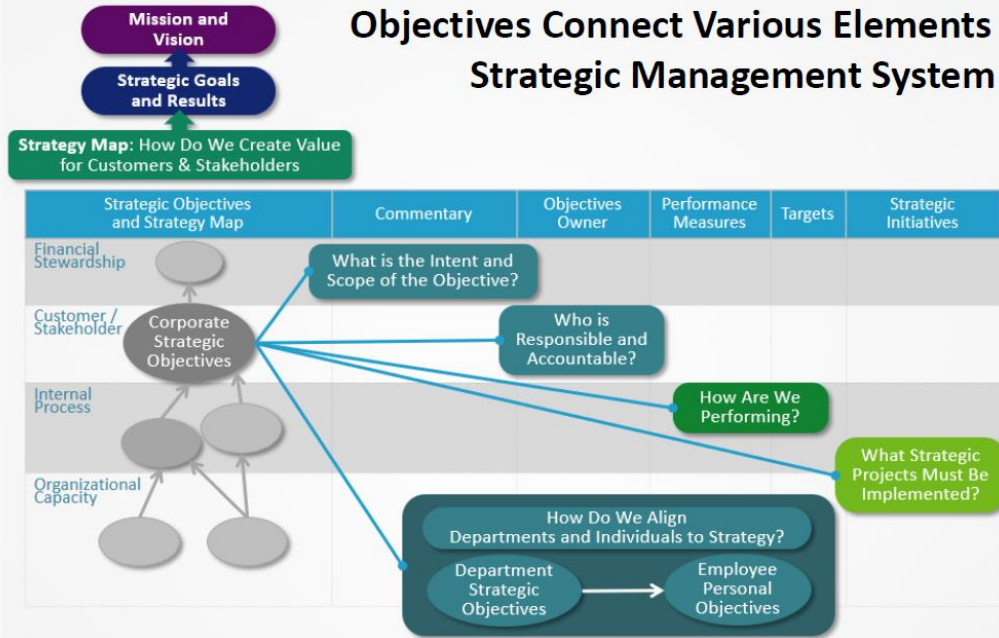 Objectives Connect Various Elements
Strategic Management System
Mission and
Vision
Strategic Goals
and Results
Strategy Map: How Do We Create Value
for Customers & Stakeholders
Strategic Objectives
and Strategy Map
Commentary
Objectives
Owner
Performance
Measures
Targets
Strategic
Initiatives
Financial
Stewardship
What is the Intent and
Scope of the Objective?
Customer /
Stakeholder
Corporate
Strategic
Objectives
Who is
Responsible and
Accountable?
Internal
Process
How Are We
Performing?
What Strategic
Projects Must Be
Implemented?
Organizational
Capacity
How Do We Align
Departments and Individuals to Strategy?
Department
Strategic
Objectives
Employee
Personal
Objectives